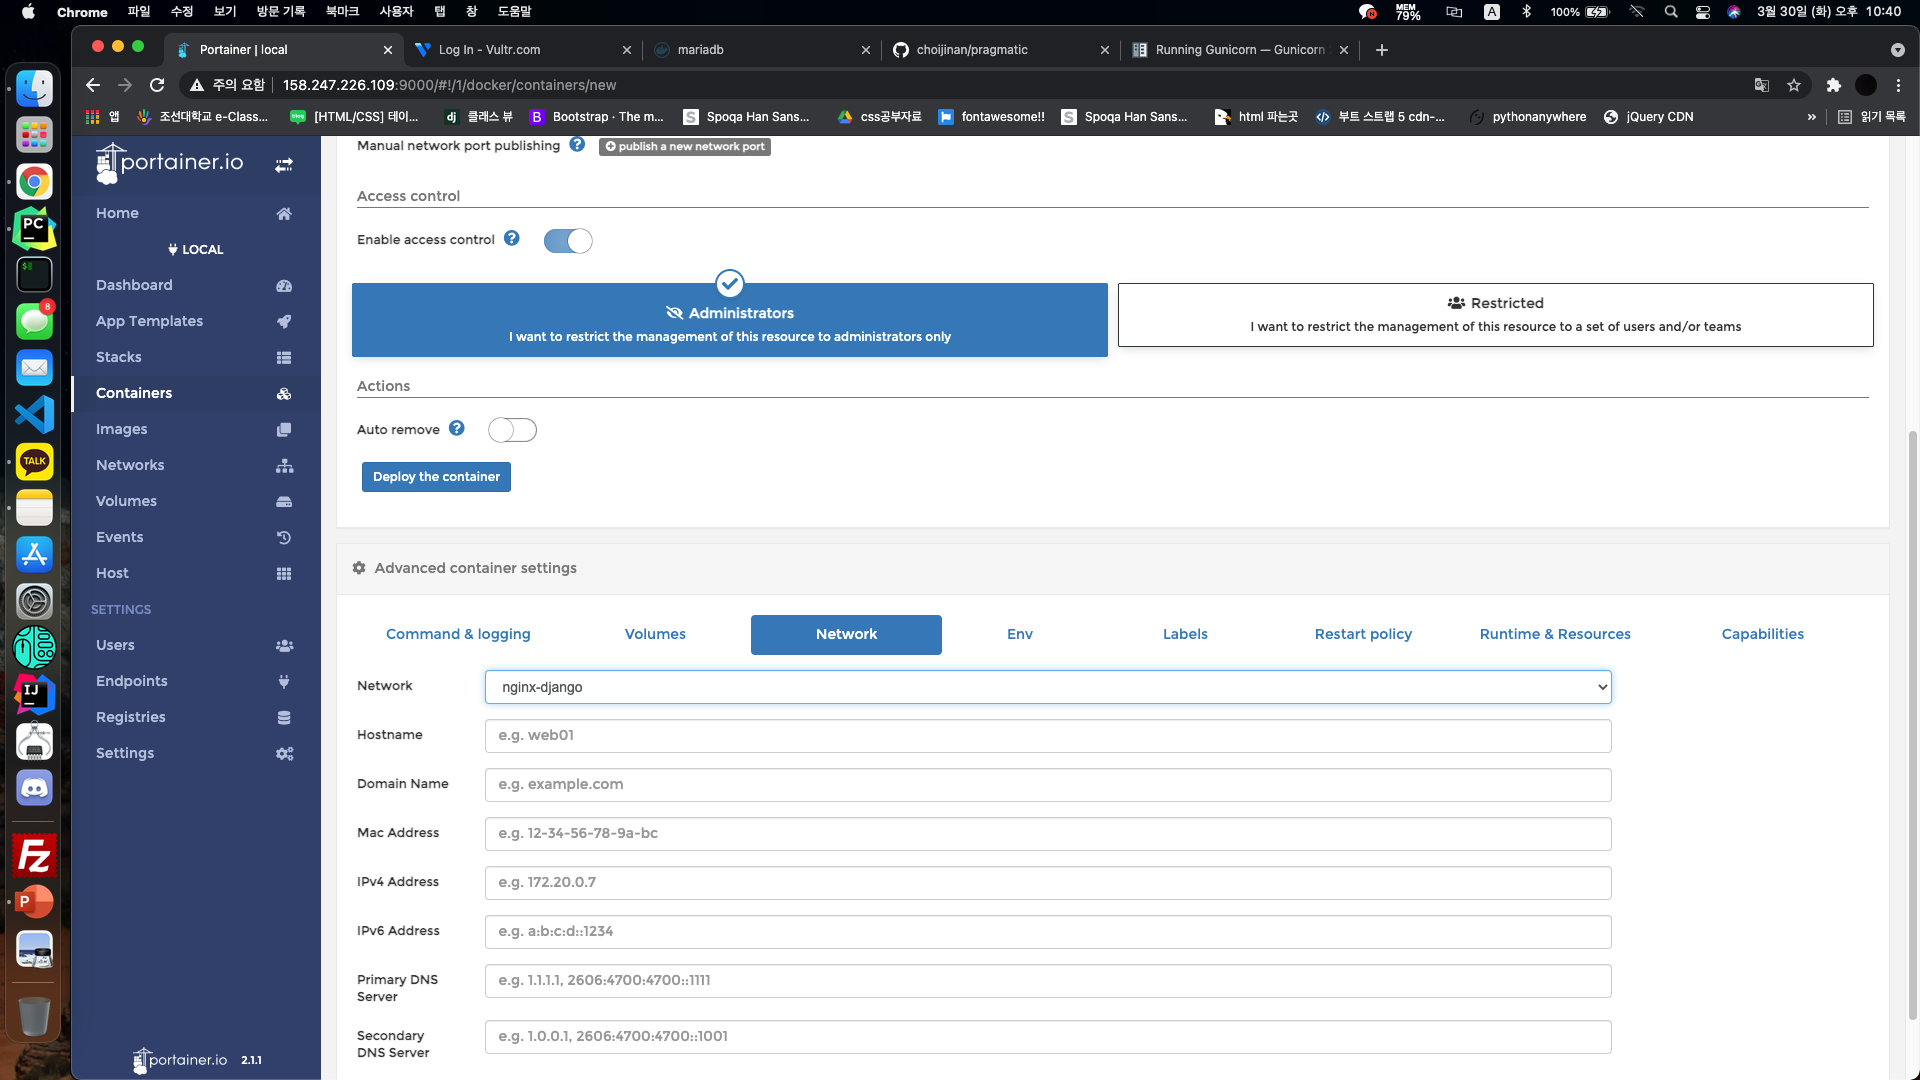 Chrome 파일 수정 보기 방문 기록 북마크 사용자 탭 창 도움말 MEM 79% A 100% 3월 30일 (화) 오후 10:40
Portainer | local Log In - Vultr.com mariadb choijinan/pragmatic Running Gunicorn — Gunicorn
주의 요함 158.247.226.109:9000/#!/1/docker/containers/new
앱 조선대학교 e-Class... [HTML/CSS] 테이... 클래스 뷰 Bootstrap · The m... Spoqa Han Sans... css공부자료 fontawesome!! Spoqa Han Sans... html 파는곳 부트 스트랩 5 cdn-... pythonanywhere jQuery CDN » 읽기 목록
portainer.io
Home
LOCAL
Dashboard
App Templates
Stacks
Containers
Images
Networks
Volumes
Events
Host
SETTINGS
Users
Endpoints
Registries
Settings
portainer.io 2.1.1
Manual network port publishing publish a new network port
Access control
Enable access control
Administrators
I want to restrict the management of this resource to administrators only
Restricted
I want to restrict the management of this resource to a set of users and/or teams
Actions
Auto remove
Deploy the container
Advanced container settings
Command & logging Volumes Network Env Labels Restart policy Runtime & Resources Capabilities
Network nginx-django
Hostname e.g. web01
Domain Name e.g. example.com
Mac Address e.g. 12-34-56-78-9a-bc
IPv4 Address e.g. 172.20.0.7
IPv6 Address e.g. a:b:c:d::1234
Primary DNS Server e.g. 1.1.1.1, 2606:4700:4700::1111
Secondary DNS Server e.g. 1.0.0.1, 2606:4700:4700::1001
PC
8
TALK
IJ
FZ
P